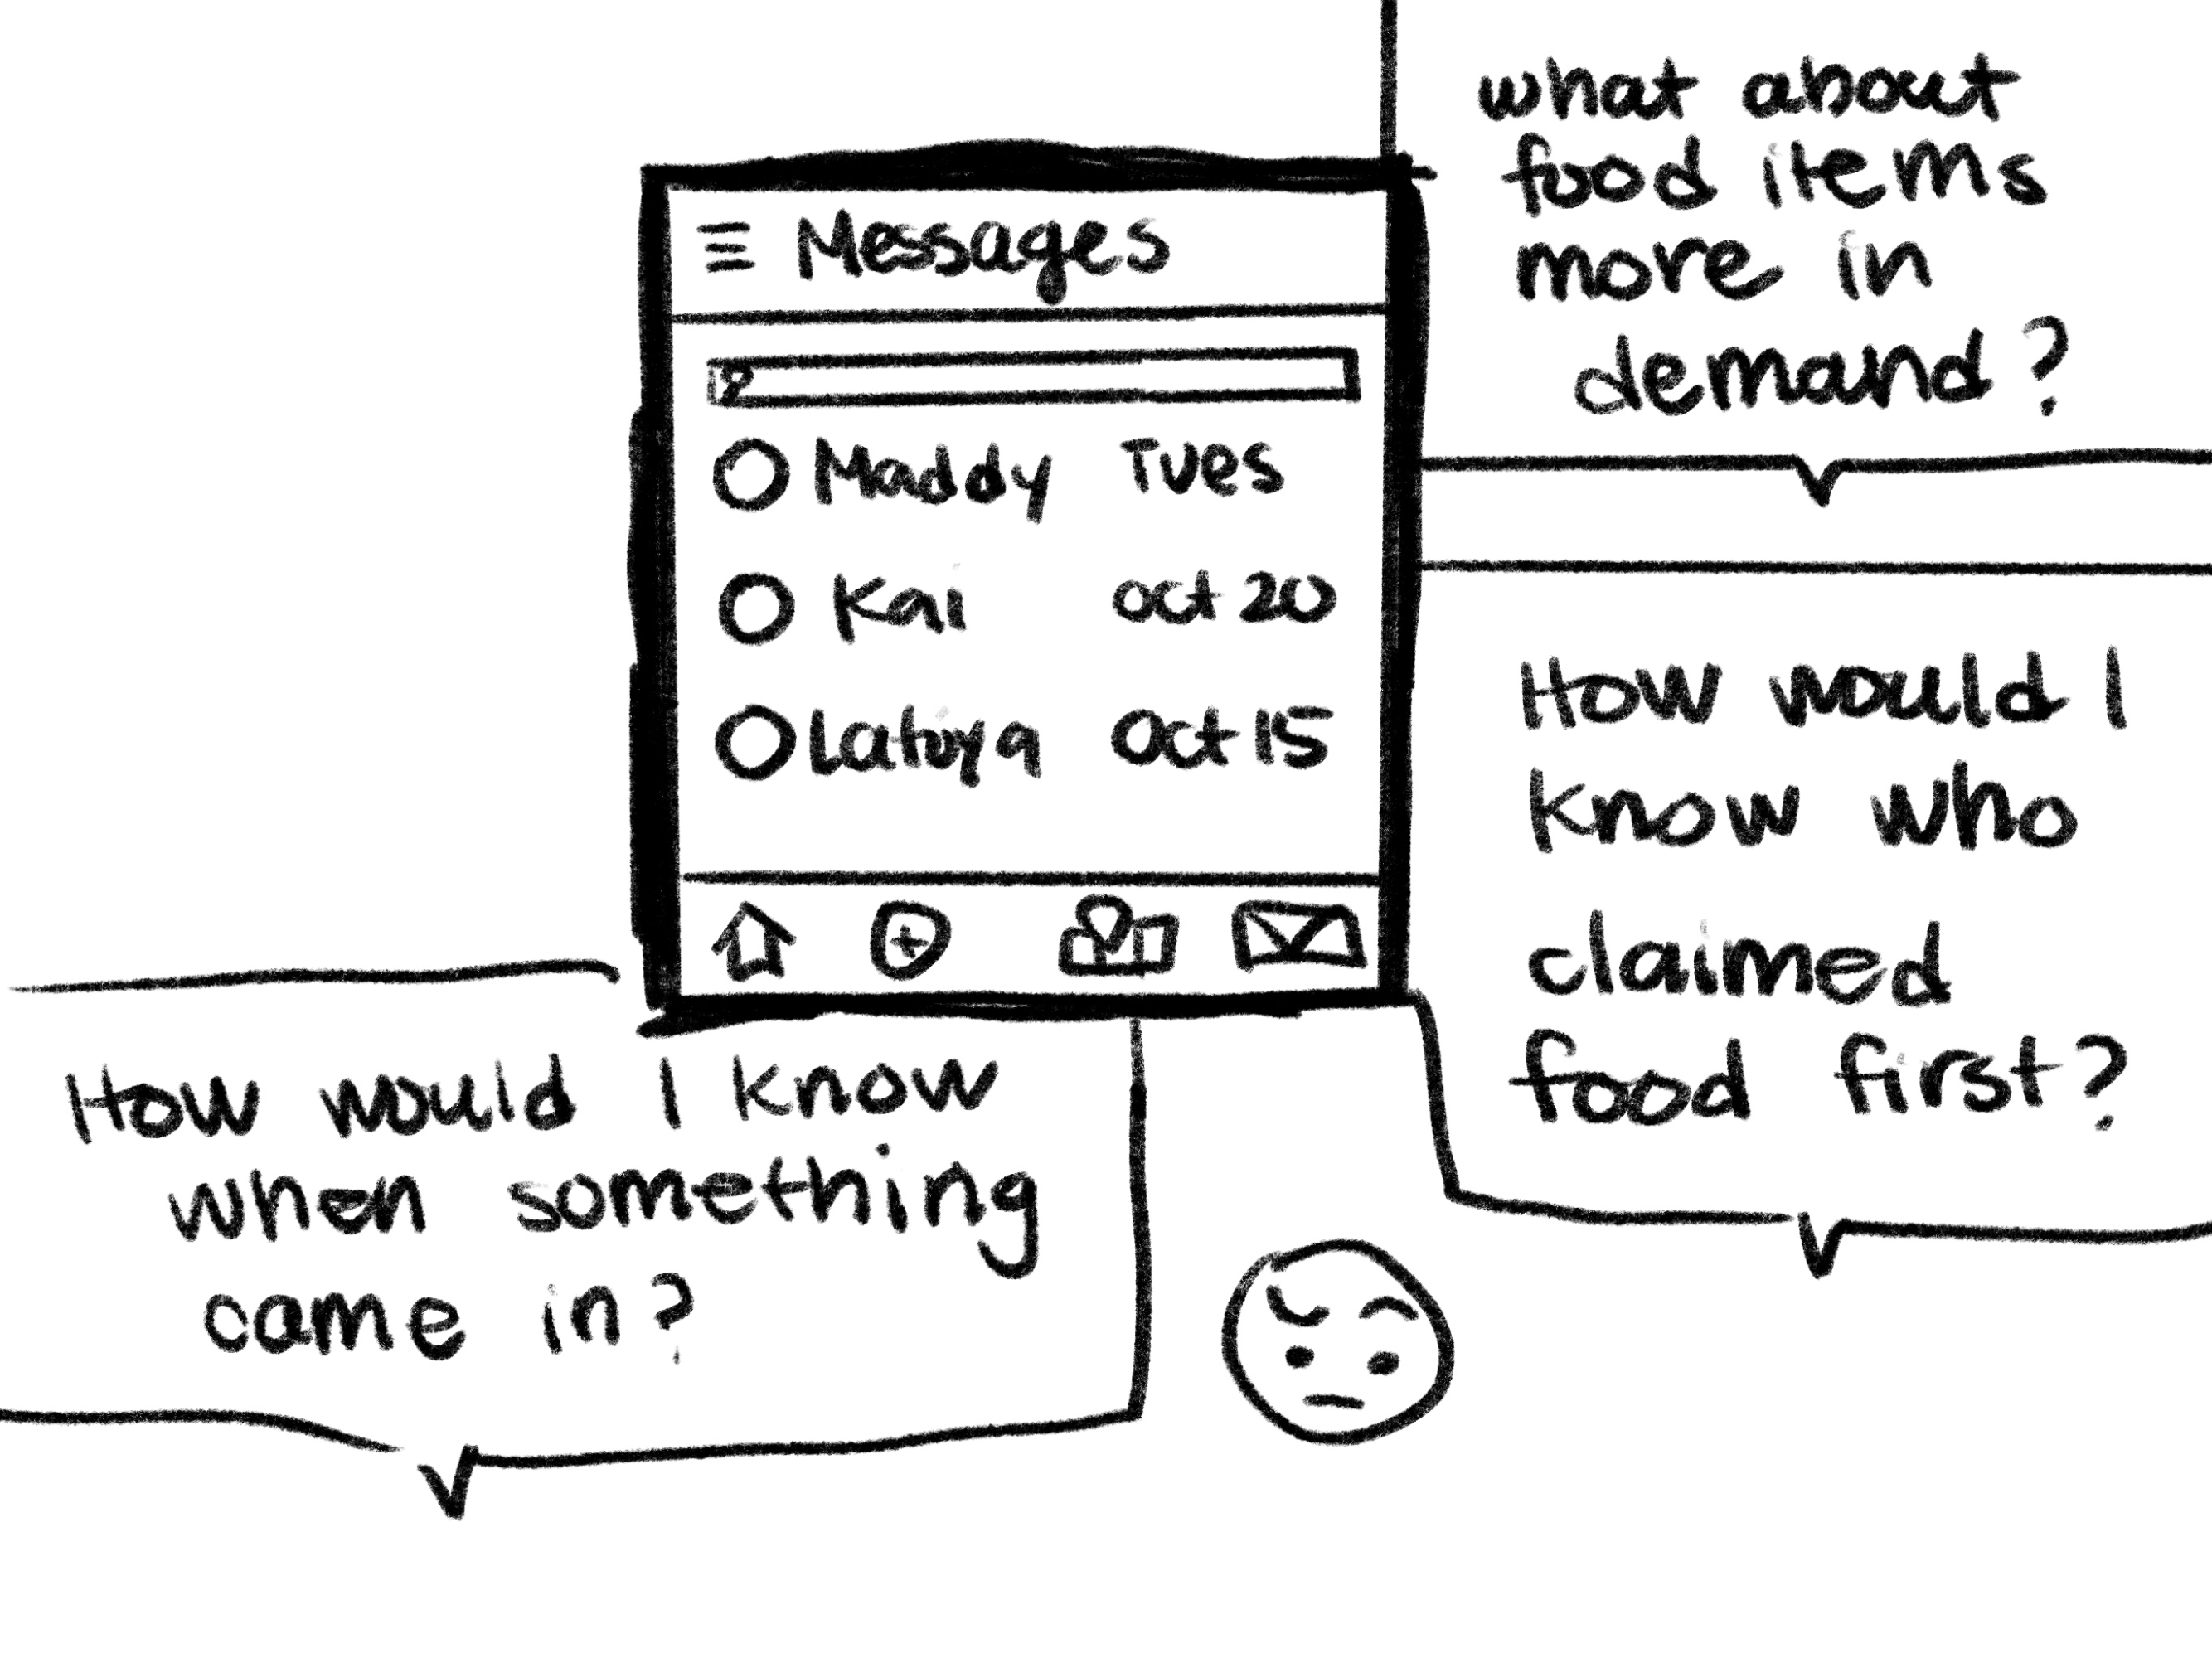 what about
food items
more in
demand?
Messages
Maddy Tues
Kai oct 20
Oct 15
How would I
know who
claimed
food first?
How would I know
when something
came in?